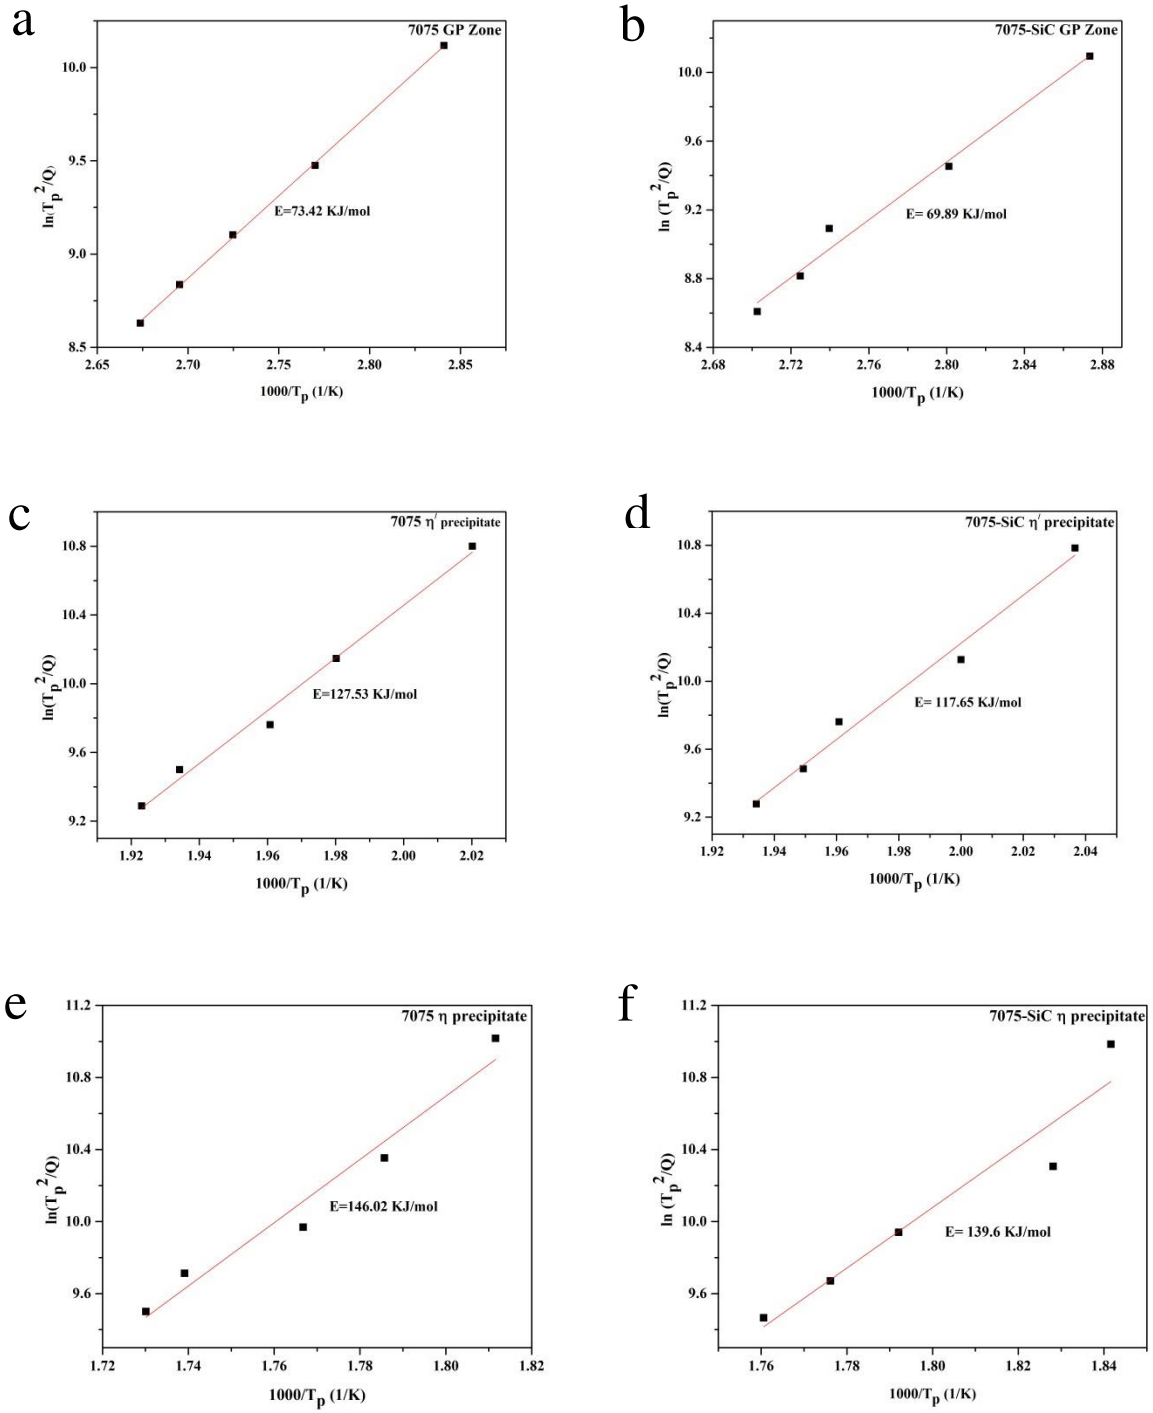 a
7075 GP Zone
10.0
9.5
9.0
8.5
ln(Tp²/Q)
E=73.42 KJ/mol
2.65 2.70 2.75 2.80 2.85
1000/Tp (1/K)
b
7075-SiC GP Zone
10.0
9.6
9.2
8.8
8.4
ln (Tp²/Q)
E= 69.89 KJ/mol
2.68 2.72 2.76 2.80 2.84 2.88
1000/Tp (1/K)
c
7075 η′ precipitate
10.8
10.4
10.0
9.6
9.2
ln(Tp²/Q)
E=127.53 KJ/mol
1.92 1.94 1.96 1.98 2.00 2.02
1000/Tp (1/K)
d
7075-SiC η′ precipitate
10.8
10.4
10.0
9.6
9.2
ln(Tp²/Q)
E= 117.65 KJ/mol
1.92 1.94 1.96 1.98 2.00 2.02 2.04
1000/Tp (1/K)
e
7075 η precipitate
11.2
10.8
10.4
10.0
9.6
ln(Tp²/Q)
E=146.02 KJ/mol
1.72 1.74 1.76 1.78 1.80 1.82
1000/Tp (1/K)
f
7075-SiC η precipitate
11.2
10.8
10.4
10.0
9.6
ln (Tp²/Q)
E= 139.6 KJ/mol
1.76 1.78 1.80 1.82 1.84
1000/Tp (1/K)